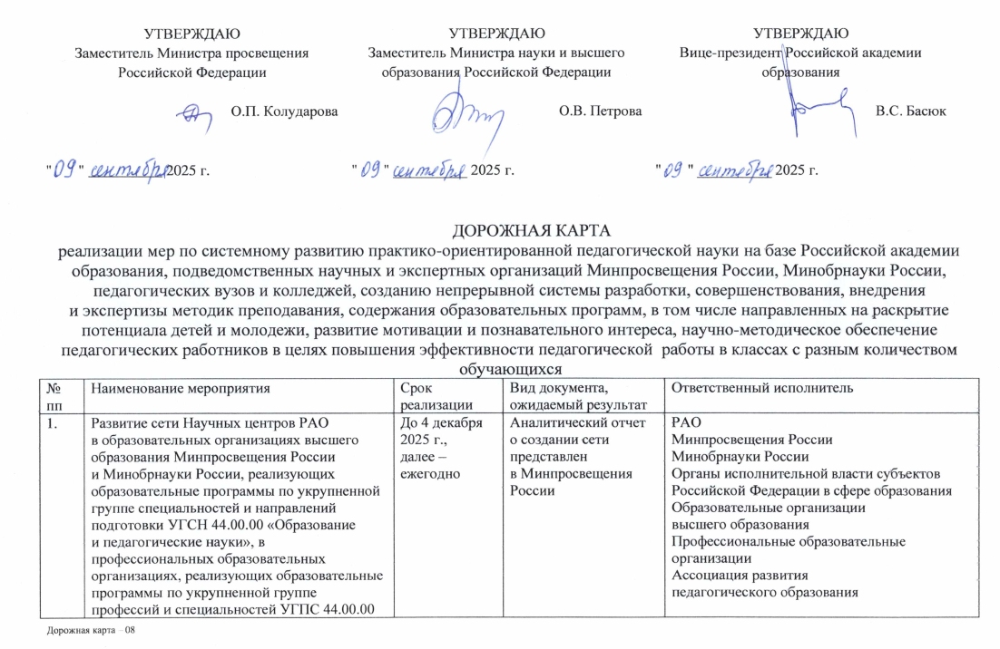 УТВЕРЖДАЮ
Заместитель Министра просвещения
Российской Федерации
О.П. Колударова
"09" сентября 2025 г.
УТВЕРЖДАЮ
Заместитель Министра науки и высшего
образования Российской Федерации
О.В. Петрова
"09" сентября 2025 г.
УТВЕРЖДАЮ
Вице-президент Российской академии
образования
В.С. Басюк
"09" сентября 2025 г.
ДОРОЖНАЯ КАРТА
реализации мер по системному развитию практико-ориентированной педагогической науки на базе Российской академии
образования, подведомственных научных и экспертных организаций Минпросвещения России, Минобрнауки России,
педагогических вузов и колледжей, созданию непрерывной системы разработки, совершенствования, внедрения
и экспертизы методик преподавания, содержания образовательных программ, в том числе направленных на раскрытие
потенциала детей и молодежи, развитие мотивации и познавательного интереса, научно-методическое обеспечение
педагогических работников в целях повышения эффективности педагогической работы в классах с разным количеством
обучающихся
№
пп
Наименование мероприятия
Срок
реализации
Вид документа,
ожидаемый результат
Ответственный исполнитель
1.
Развитие сети Научных центров РАО
в образовательных организациях высшего
образования Минпросвещения России
и Минобрнауки России, реализующих
образовательные программы по укрупненной
группе специальностей и направлений
подготовки УГСН 44.00.00 «Образование
и педагогические науки», в
профессиональных образовательных
организациях, реализующих образовательные
программы по укрупненной группе
профессий и специальностей УГПС 44.00.00
До 4 декабря
2025 г.,
далее –
ежегодно
Аналитический отчет
о создании сети
представлен
в Минпросвещения
России
РАО
Минпросвещения России
Минобрнауки России
Органы исполнительной власти субъектов
Российской Федерации в сфере образования
Образовательные организации
высшего образования
Профессиональные образовательные
организации
Ассоциация развития
педагогического образования
Дорожная карта – 08